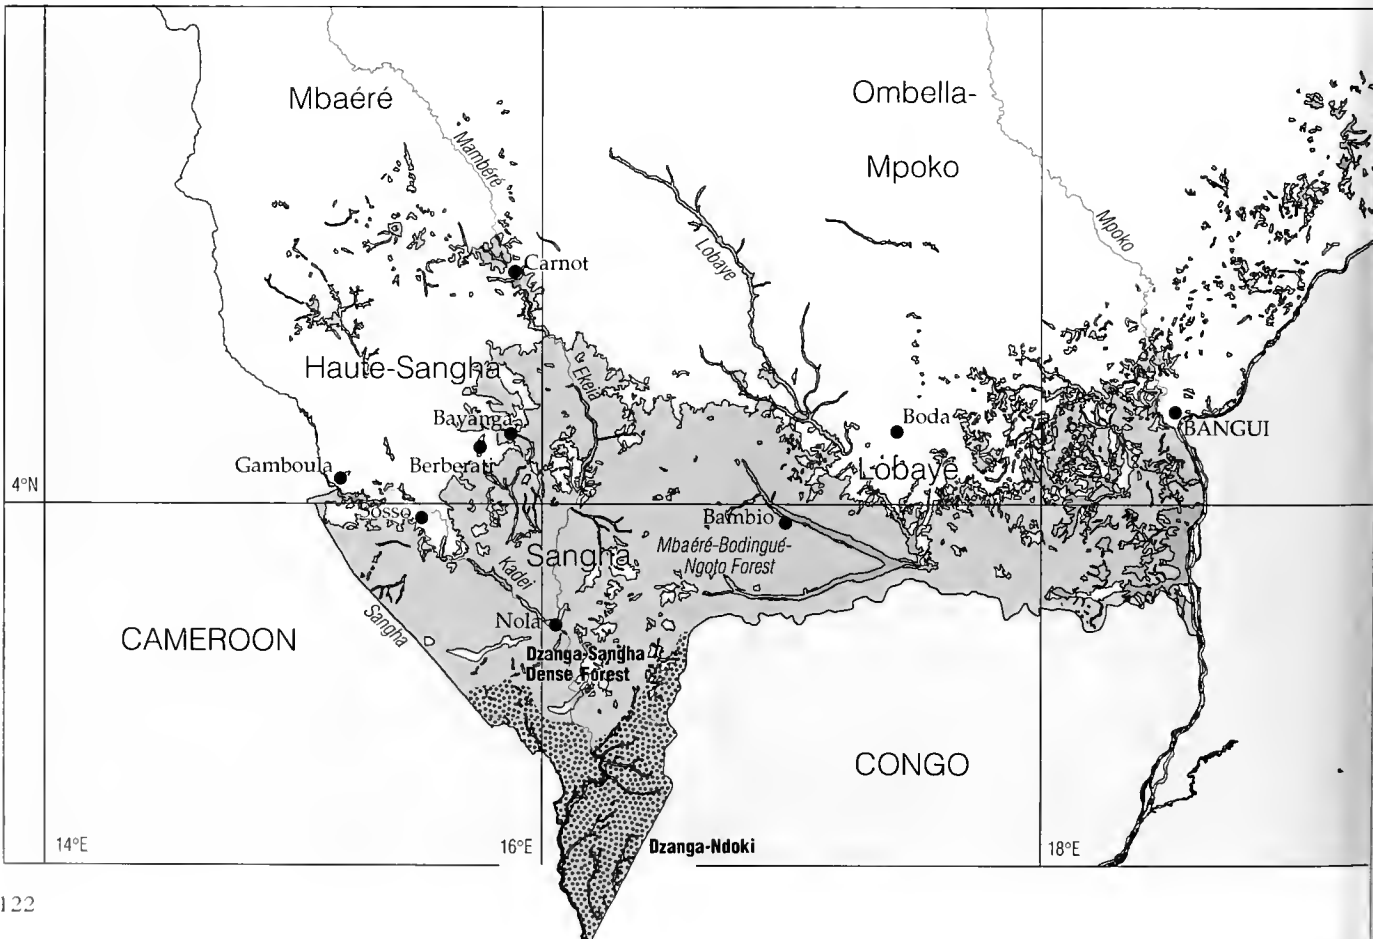 Mbaéré
Ombella-
Mpoko
Mambéré
Lobaye
Mpoko
Carnot
Haute-Sangha
Ekela
Bayanga
Boda
BANGUI
Gamboula
Berberati
Lobaye
4°N
Bambio
Sangha
Mbaéré-Bodingué-
Ngoto Forest
Kadei
Sangha
Nola
CAMEROON
Dzanga-Sangha
Dense Forest
CONGO
14°E
16°E
Dzanga-Ndoki
18°E
122